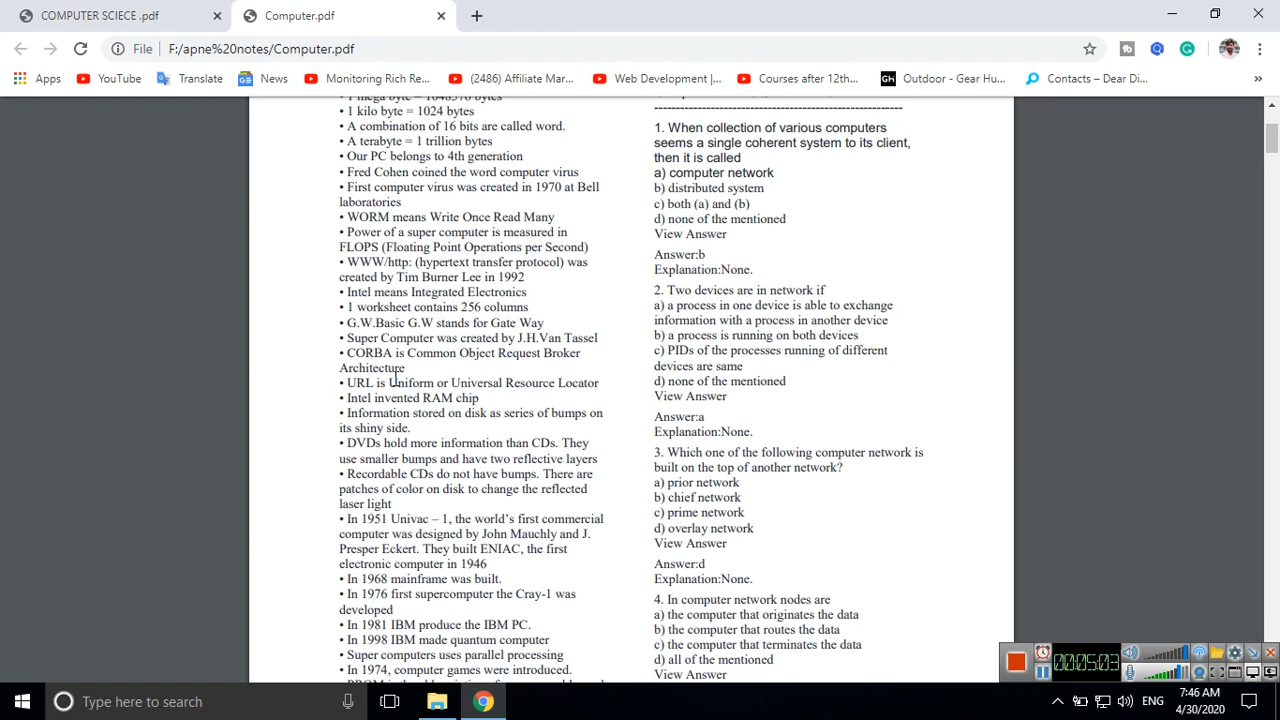 COMPUTER SCIECE .pdf
Computer.pdf
File
F:/apne%20notes/Computer.pdf
Apps
YouTube
Translate
News
Monitoring Rich Re...
(2486) Affiliate Mar...
Web Development |...
Courses after 12th...
GH
Outdoor – Gear Hu...
Contacts – Dear Di...
• 1 mega byte = 1048576 bytes
• 1 kilo byte = 1024 bytes
• A combination of 16 bits are called word.
• A terabyte = 1 trillion bytes
• Our PC belongs to 4th generation
• Fred Cohen coined the word computer virus
• First computer virus was created in 1970 at Bell
laboratories
• WORM means Write Once Read Many
• Power of a super computer is measured in
FLOPS (Floating Point Operations per Second)
• WWW/http: (hypertext transfer protocol) was
created by Tim Burner Lee in 1992
• Intel means Integrated Electronics
• 1 worksheet contains 256 columns
• G.W.Basic G.W stands for Gate Way
• Super Computer was created by J.H.Van Tassel
• CORBA is Common Object Request Broker
Architecture
• URL is Uniform or Universal Resource Locator
• Intel invented RAM chip
• Information stored on disk as series of bumps on
its shiny side.
• DVDs hold more information than CDs. They
use smaller bumps and have two reflective layers
• Recordable CDs do not have bumps. There are
patches of color on disk to change the reflected
laser light
• In 1951 Univac – 1, the world's first commercial
computer was designed by John Mauchly and J.
Presper Eckert. They built ENIAC, the first
electronic computer in 1946
• In 1968 mainframe was built.
• In 1976 first supercomputer the Cray-1 was
developed
• In 1981 IBM produce the IBM PC.
• In 1998 IBM made quantum computer
• Super computers uses parallel processing
• In 1974, computer games were introduced.
------------------------------------------------------------
1. When collection of various computers
seems a single coherent system to its client,
then it is called
a) computer network
b) distributed system
c) both (a) and (b)
d) none of the mentioned
View Answer
Answer:b
Explanation:None.
2. Two devices are in network if
a) a process in one device is able to exchange
information with a process in another device
b) a process is running on both devices
c) PIDs of the processes running of different
devices are same
d) none of the mentioned
View Answer
Answer:a
Explanation:None.
3. Which one of the following computer network is
built on the top of another network?
a) prior network
b) chief network
c) prime network
d) overlay network
View Answer
Answer:d
Explanation:None.
4. In computer network nodes are
a) the computer that originates the data
b) the computer that routes the data
c) the computer that terminates the data
d) all of the mentioned
View Answer
00:05:03
Type here to search
ENG
7:46 AM
4/30/2020